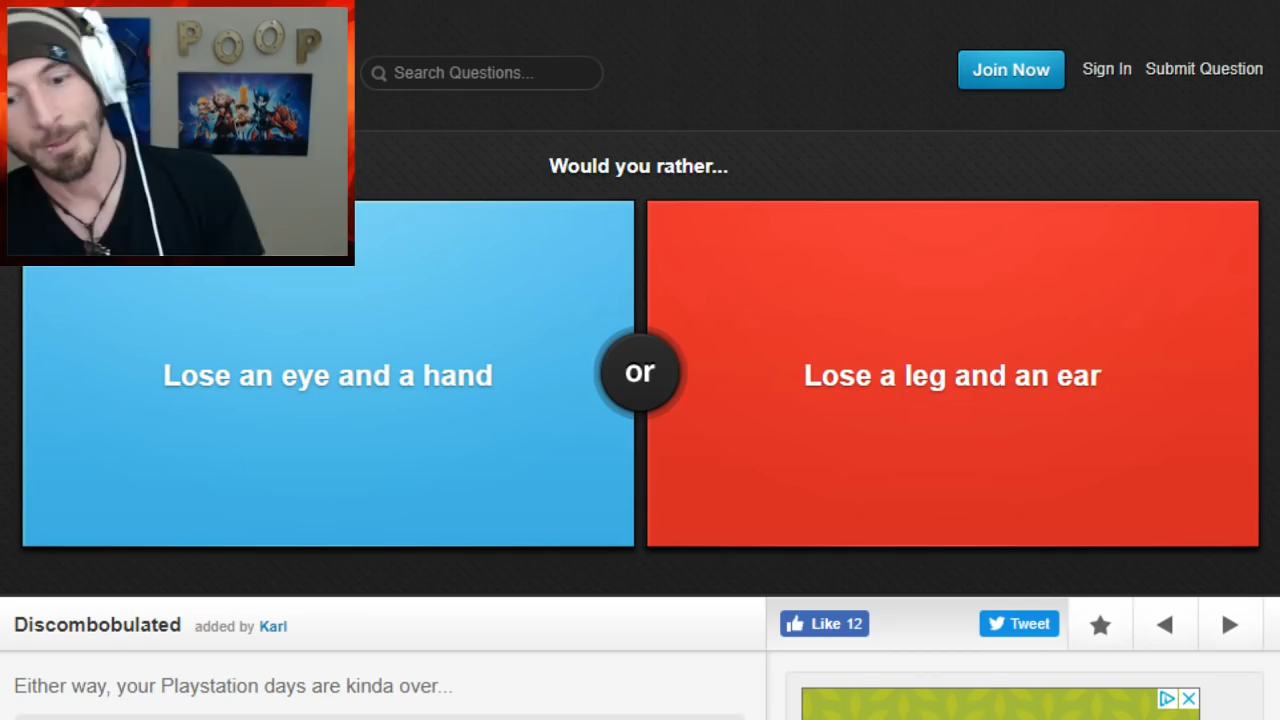 POOP
Search Questions...
Join Now
Sign In
Submit Question
Would you rather...
Lose an eye and a hand
or
Lose a leg and an ear
Discombobulated added by Karl
Like 12
Tweet
Either way, your Playstation days are kinda over...